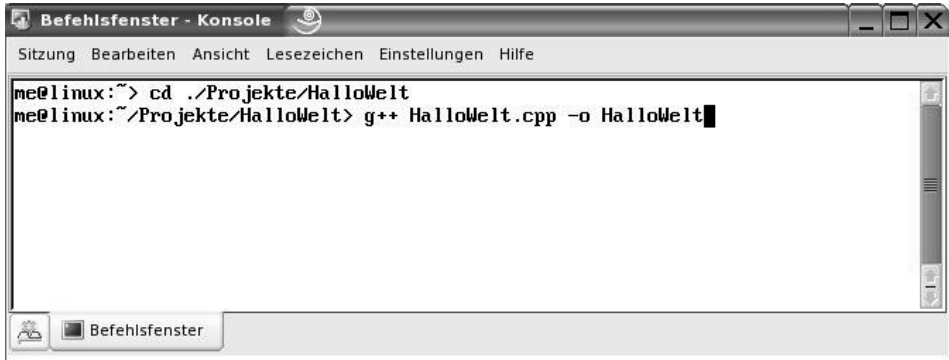 Befehlsfenster - Konsole
Sitzung Bearbeiten Ansicht Lesezeichen Einstellungen Hilfe
me@linux:~> cd ./Projekte/HalloWelt
me@linux:~/Projekte/HalloWelt> g++ HalloWelt.cpp -o HalloWelt
Befehlsfenster